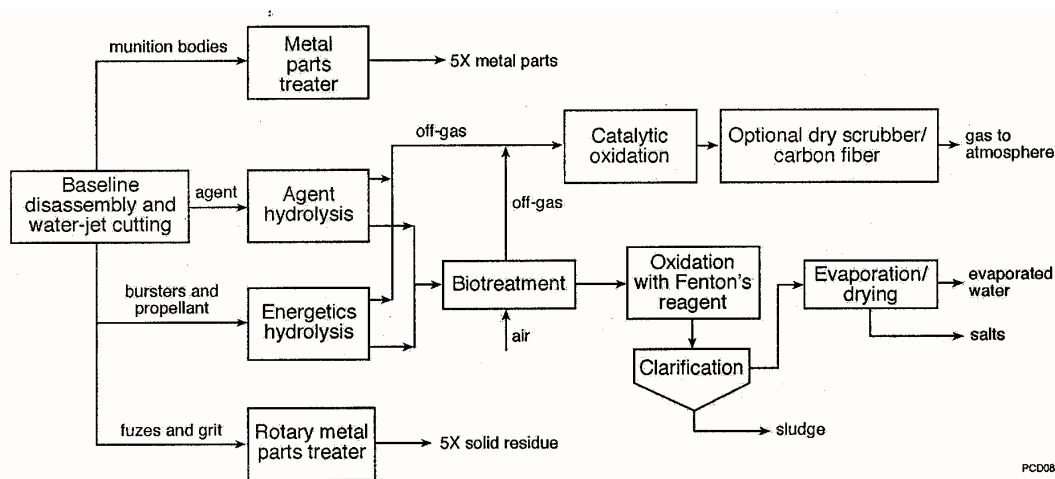 munition bodies
Metal
parts
treater
5X metal parts
off-gas
Catalytic
oxidation
Optional dry scrubber/
carbon fiber
gas to
atmosphere
Baseline
disassembly and
water-jet cutting
agent
Agent
hydrolysis
off-gas
bursters and
propellant
Energetics
hydrolysis
Biotreatment
air
Oxidation
with Fenton's
reagent
Evaporation/
drying
evaporated
water
salts
Clarification
sludge
fuzes and grit
Rotary metal
parts treater
5X solid residue
PCD08